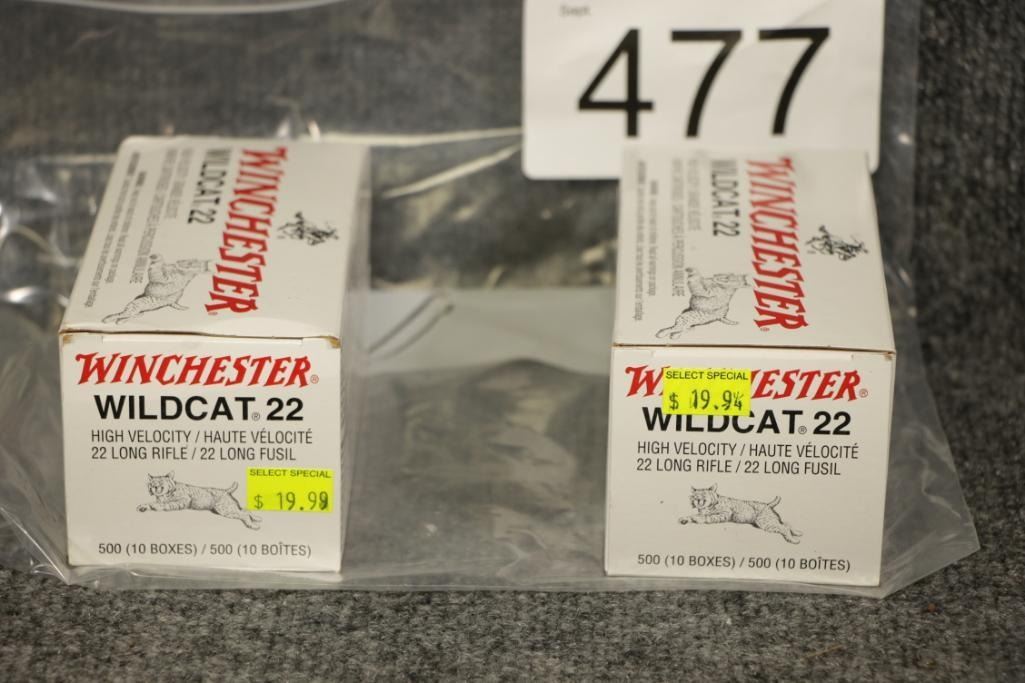 Sept.
477
WINCHESTER
WILDCAT 22
WINCHESTER®
WILDCAT® 22
HIGH VELOCITY / HAUTE VÉLOCITÉ
22 LONG RIFLE / 22 LONG FUSIL
SELECT SPECIAL
$ 19.99
500 (10 BOXES) / 500 (10 BOÎTES)
WINCHESTER
WILDCAT 22
SELECT SPECIAL
$ 19.94
WILDCAT® 22
HIGH VELOCITY / HAUTE VÉLOCITÉ
22 LONG RIFLE / 22 LONG FUSIL
500 (10 BOXES) / 500 (10 BOÎTES)